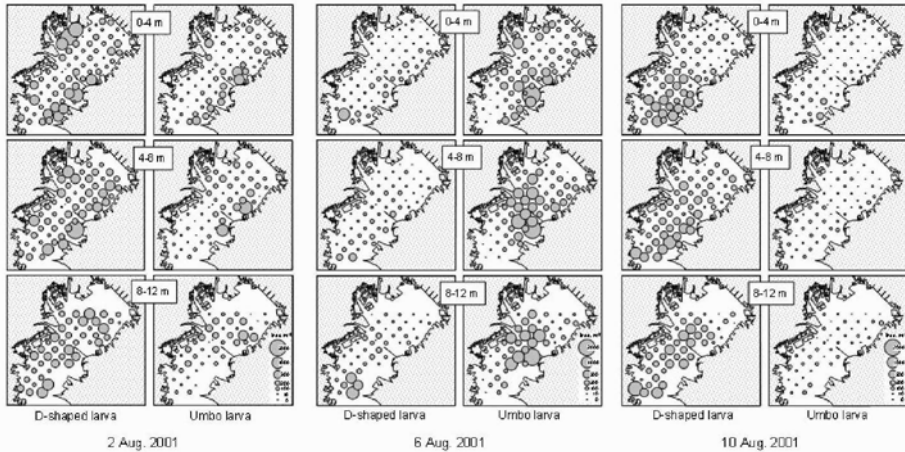 0-4 m
0-4 m
0-4 m
4-8 m
4-8 m
4-8 m
8-12 m
8-12 m
8-12 m
D-shaped larva Umbo larva D-shaped larva Umbo larva D-shaped larva Umbo larva
2 Aug. 2001 6 Aug. 2001 10 Aug. 2001